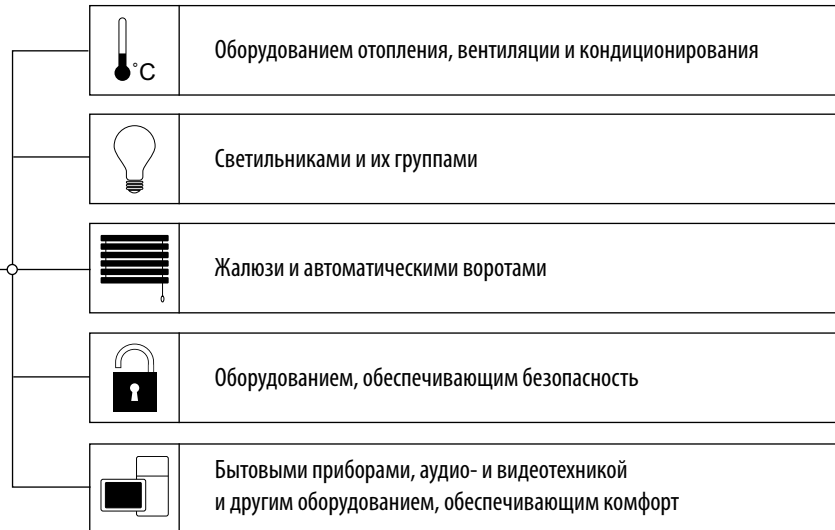 °C
Оборудованием отопления, вентиляции и кондиционирования
Светильниками и их группами
Жалюзи и автоматическими воротами
Оборудованием, обеспечивающим безопасность
Бытовыми приборами, аудио- и видеотехникой
и другим оборудованием, обеспечивающим комфорт